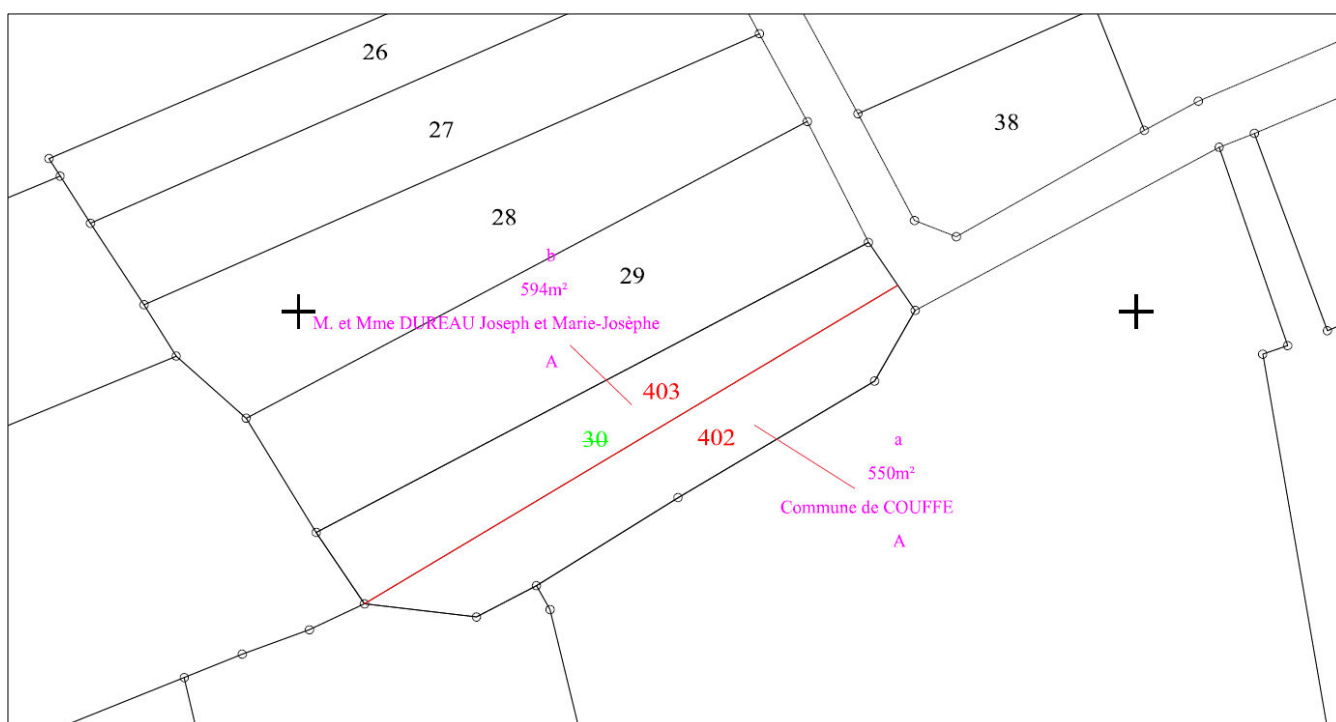 26
27
38
28
b
29
594m²
M. et Mme DUREAU Joseph et Marie-Josèphe
A
403
30
402
a
550m²
Commune de COUFFE
A